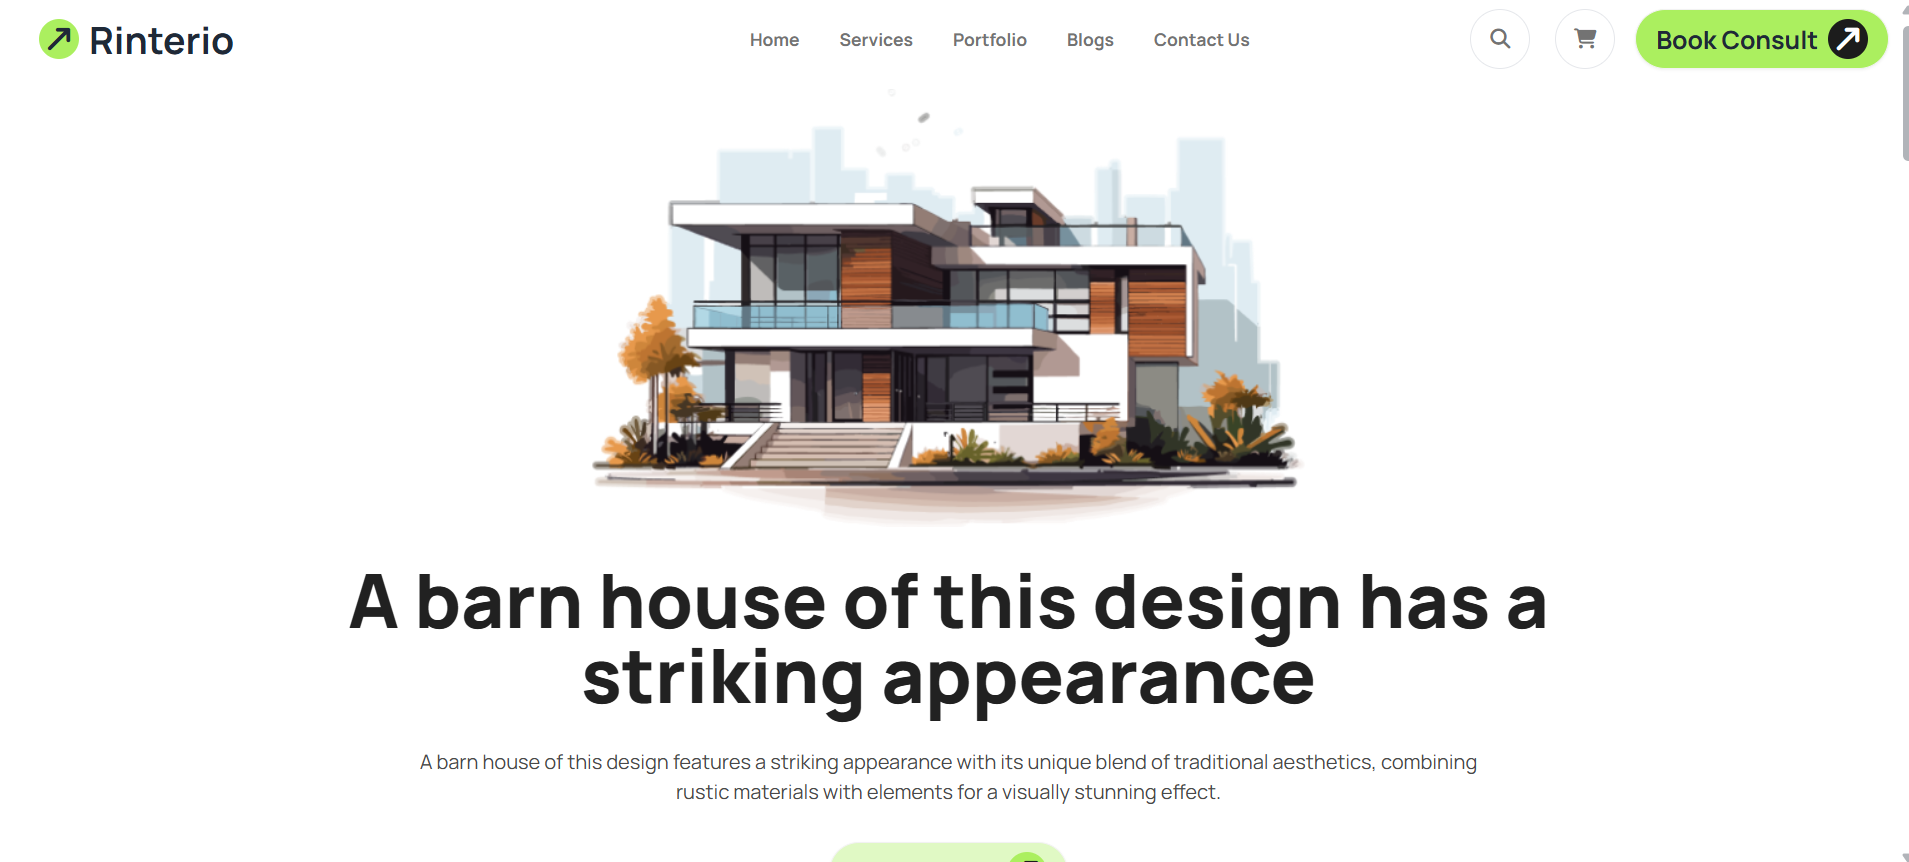 Rinterio
Home
Services
Portfolio
Blogs
Contact Us
Book Consult
A barn house of this design has a
striking appearance
A barn house of this design features a striking appearance with its unique blend of traditional aesthetics, combining
rustic materials with elements for a visually stunning effect.